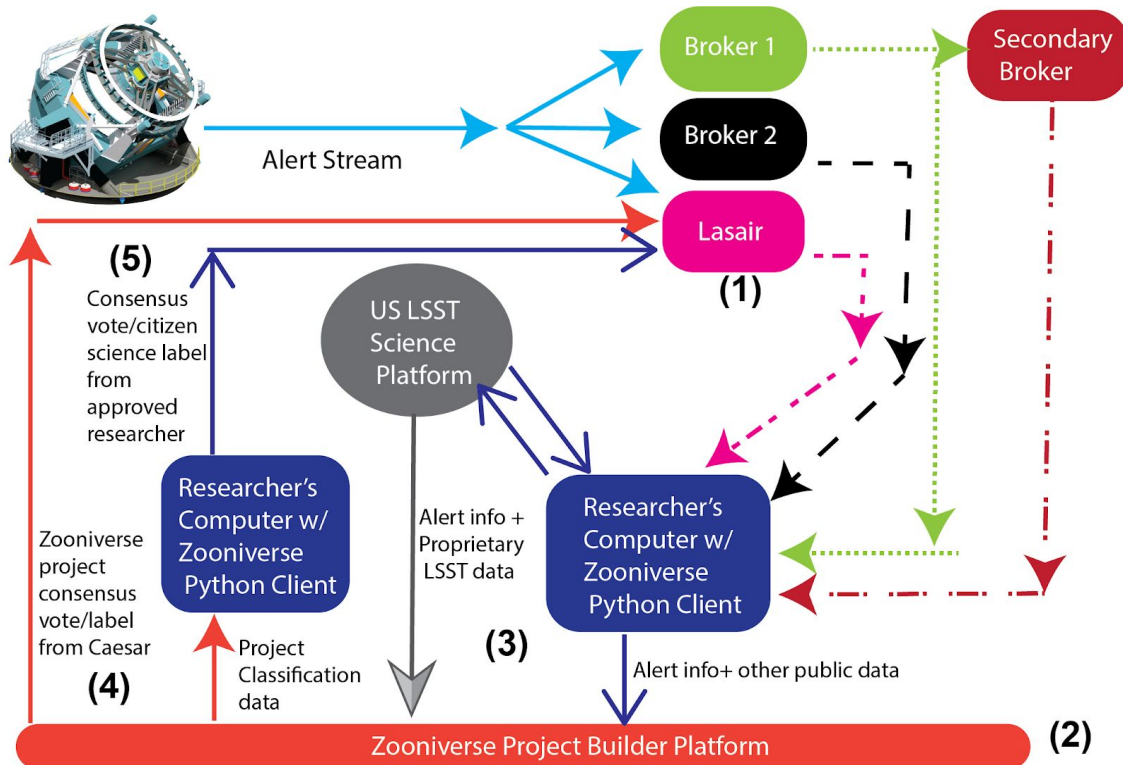 Broker 1
Secondary
Broker
Broker 2
Alert Stream
Lasair
(5)
(1)
Consensus
vote/citizen
science label
from
approved
researcher
US LSST
Science
Platform
Researcher's
Computer w/
Zooniverse
Python Client
Alert info +
Proprietary
LSST data
Researcher's
Computer w/
Zooniverse
Python Client
Zooniverse
project
consensus
vote/label
from Caesar
(4)
Project
Classification
data
(3)
Alert info+ other public data
Zooniverse Project Builder Platform
(2)